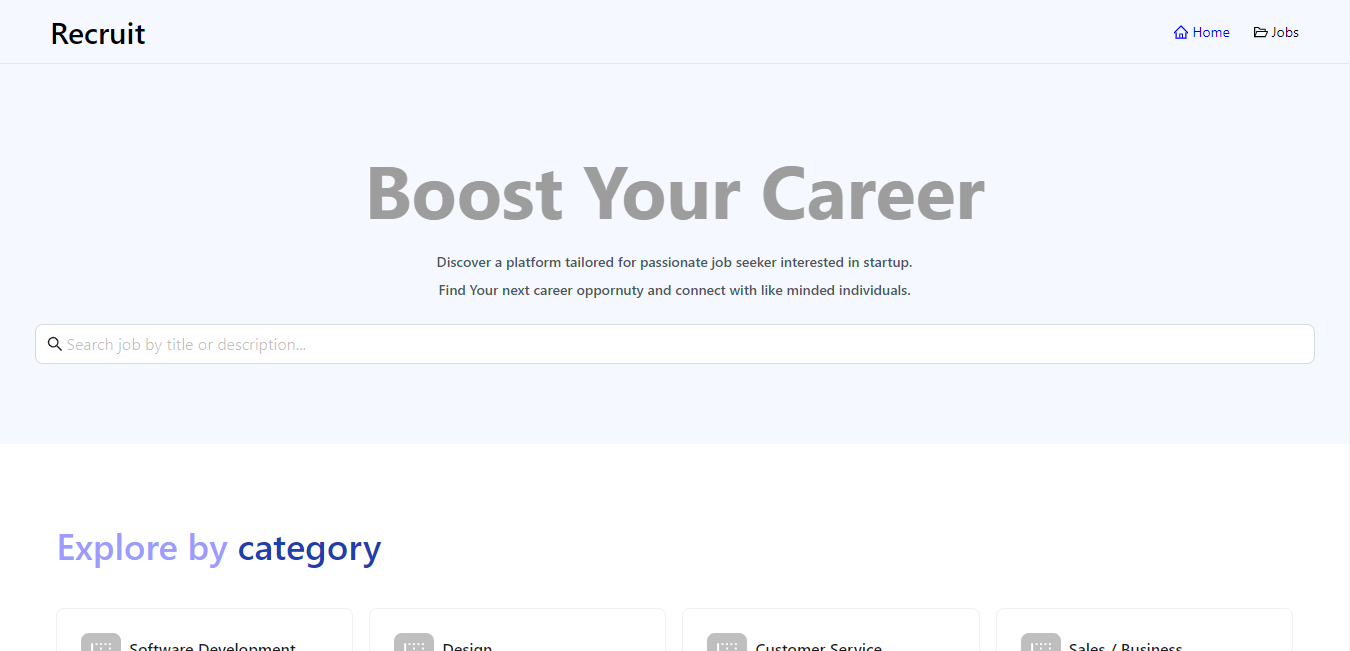 Recruit
Home
Jobs
Boost Your Career
Discover a platform tailored for passionate job seeker interested in startup.
Find Your next career oppornuty and connect with like minded individuals.
Search job by title or description...
Explore by category
Software Development
Design
Customer Service
Sales / Business